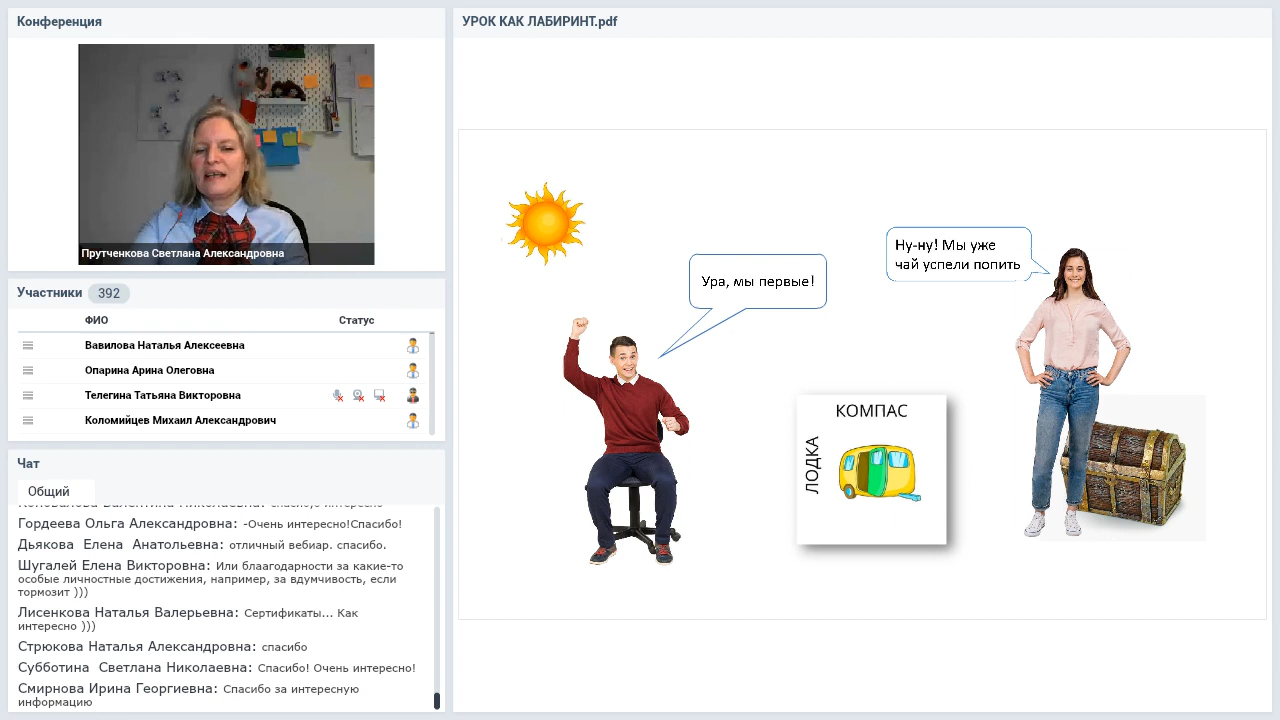 Конференция
Прутченкова Светлана Александровна
Участники 392
ФИО Статус
Вавилова Наталья Алексеевна
Опарина Арина Олеговна
Телегина Татьяна Викторовна
Коломийцев Михаил Александрович
Чат
Общий
Гордеева Ольга Александровна: -Очень интересно!Спасибо!
Дьякова Елена Анатольевна: отличный вебиар. спасибо.
Шугалей Елена Викторовна: Или блаагодарности за какие-то
особые личностные достижения, например, за вдумчивость, если
тормозит )))
Лисенкова Наталья Валерьевна: Сертификаты... Как
интересно )))
Стрюкова Наталья Александровна: спасибо
Субботина Светлана Николаевна: Спасибо! Очень интересно!
Смирнова Ирина Георгиевна: Спасибо за интересную
информацию
УРОК КАК ЛАБИРИНТ.pdf
Ура, мы первые!
Ну-ну! Мы уже
чай успели попить
КОМПАС
ЛОДКА